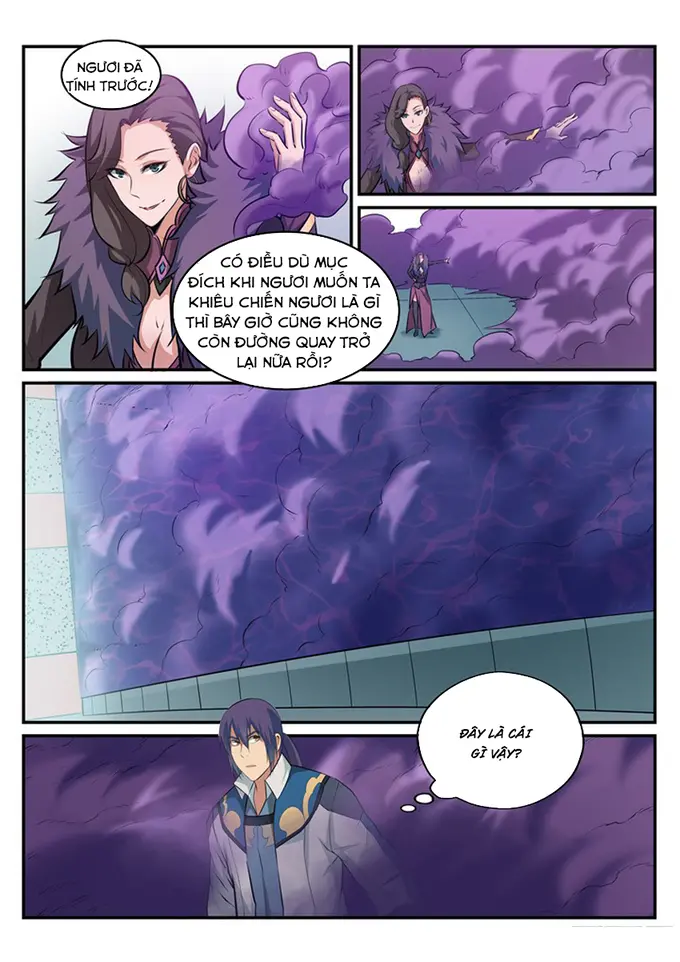 NGƯƠI ĐÃ
TÍNH TRƯỚC!
CÓ ĐIỀU DÙ MỤC
ĐÍCH KHI NGƯƠI MUỐN TA
KHIÊU CHIẾN NGƯƠI LÀ GÌ
THÌ BÂY GIỜ CŨNG KHÔNG
CÒN ĐƯỜNG QUAY TRỞ
LẠI NỮA RỒI?
ĐÂY LÀ CÁI
GÌ VẬY?